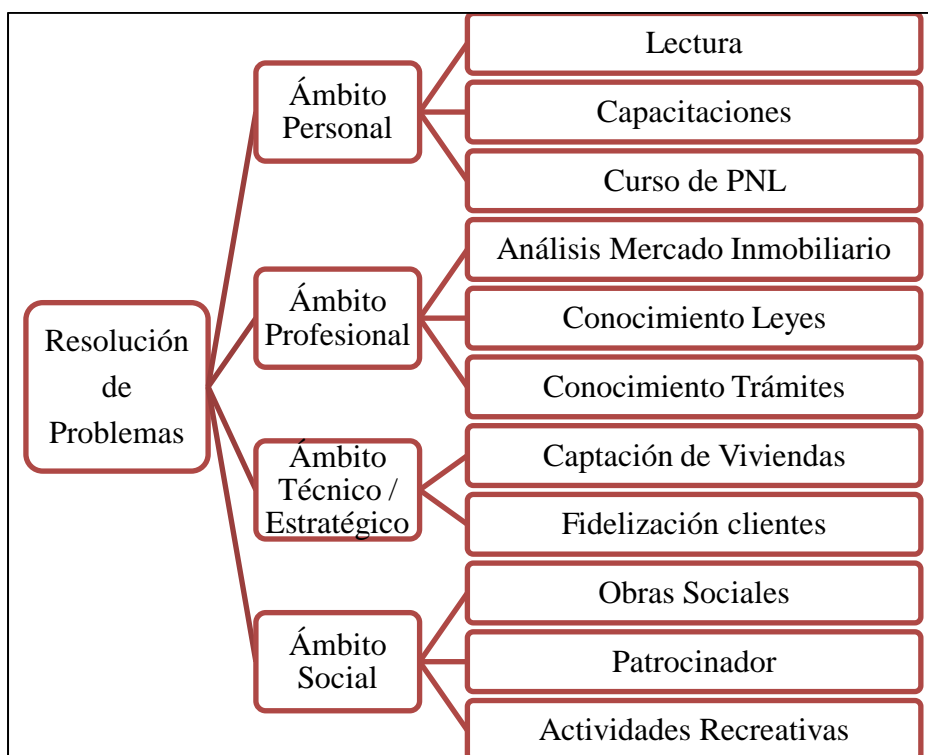 Resolución
de
Problemas
Ámbito
Personal
Lectura
Capacitaciones
Curso de PNL
Ámbito
Profesional
Análisis Mercado Inmobiliario
Conocimiento Leyes
Conocimiento Trámites
Ámbito
Técnico /
Estratégico
Captación de Viviendas
Fidelización clientes
Ámbito
Social
Obras Sociales
Patrocinador
Actividades Recreativas